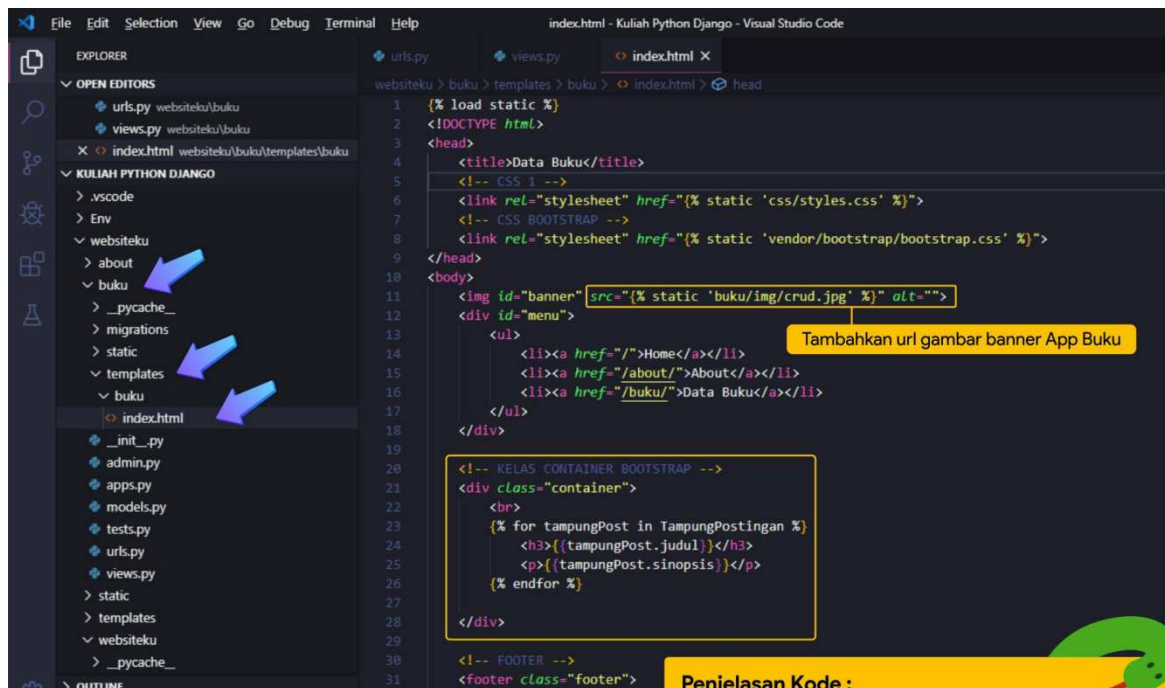 File Edit Selection View Go Debug Terminal Help
index.html - Kuliah Python Django - Visual Studio Code
EXPLORER
OPEN EDITORS
urls.py websiteku\buku
views.py websiteku\buku
index.html websiteku\buku\templates\buku
KULIAH PYTHON DJANGO
.vscode
Env
websiteku
about
buku
__pycache__
migrations
static
templates
buku
index.html
__init__.py
admin.py
apps.py
models.py
tests.py
urls.py
views.py
static
templates
websiteku
__pycache__
OUTLINE
urls.py views.py index.html
websiteku > buku > templates > buku > index.html > head
1 {% load static %}
2 <!DOCTYPE html>
3 <head>
4 <title>Data Buku</title>
5 <!-- CSS 1 -->
6 <link rel="stylesheet" href="{% static 'css/styles.css' %}">
7 <!-- CSS BOOTSTRAP -->
8 <link rel="stylesheet" href="{% static 'vendor/bootstrap/bootstrap.css' %}">
9 </head>
10 <body>
11 <img id="banner" src="{% static 'buku/img/crud.jpg' %}" alt="">
12 <div id="menu">
13 <ul>
14 <li><a href="/">Home</a></li>
15 <li><a href="/about/">About</a></li>
16 <li><a href="/buku/">Data Buku</a></li>
17 </ul>
18 </div>
19
20 <!-- KELAS CONTAINER BOOTSTRAP -->
21 <div class="container">
22 <br>
23 {% for tampungPost in TampungPostingan %}
24 <h3>{{tampungPost.judul}}</h3>
25 <p>{{tampungPost.sinopsis}}</p>
26 {% endfor %}
27
28 </div>
29
30 <!-- FOOTER -->
31 <footer class="footer">
Tambahkan url gambar banner App Buku
Penjelasan Kode :